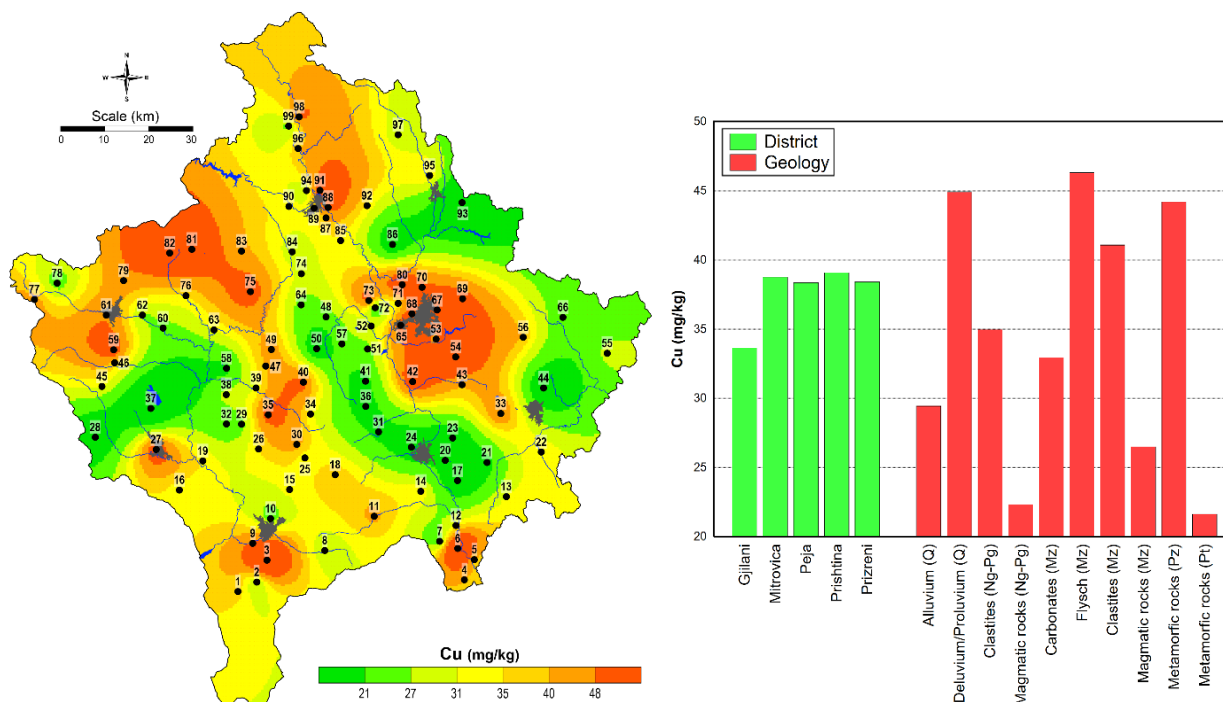 N
W
E
S
Scale (km)
0 10 20 30
98
99
97
96
95
94 91
90 88 92
93
89
87
85
86
82 81 83 84
78 79
74
77
76 75
80 70
73 71 69
64 72
61 62 48 68 67 66
60 63 52 65
53
59 49 50 57 51 54 56 55
46 58 47
45 39 40 41 42 43 44
38
37 35 34 36 33
32 29
31
28 30 24 23
27 26 22
19 25 20 21
18 17
16 15 14 13
11
10 12
9 8 7 6
3 5
2 4
1
Cu (mg/kg)
21 27 31 35 40 48
Cu (mg/kg)
50
45
40
35
30
25
20
District
Geology
Gjilani
Mitrovica
Peja
Prishtina
Prizreni
Alluvium (Q)
Deluvium/Proluvium (Q)
Clastites (Ng-Pg)
Magmatic rocks (Ng-Pg)
Carbonates (Mz)
Flysch (Mz)
Clastites (Mz)
Magmatic rocks (Mz)
Metamorfic rocks (Pz)
Metamorfic rocks (Pt)